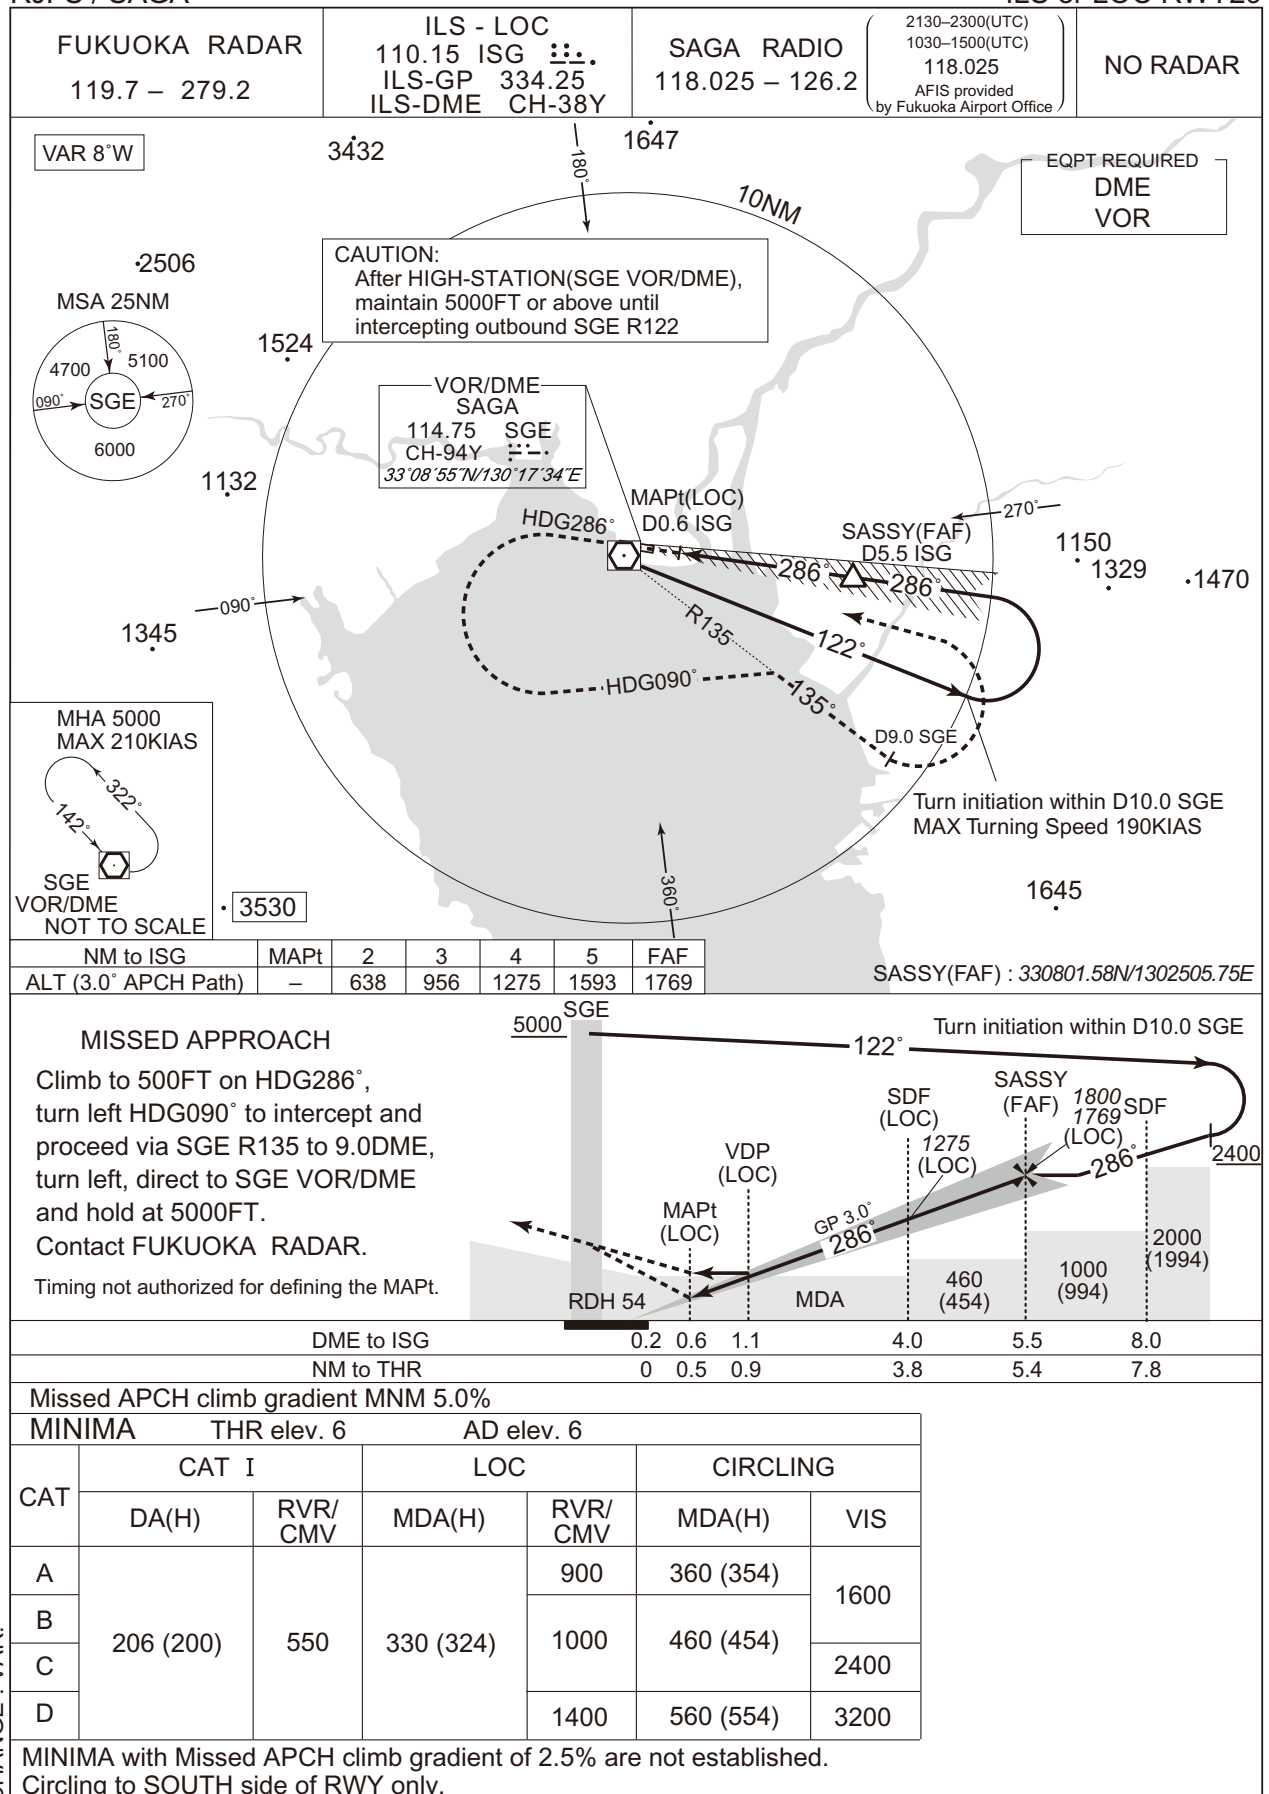 FUKUOKA RADAR
119.7 – 279.2
ILS - LOC
110.15 ISG
ILS-GP 334.25
ILS-DME CH-38Y
SAGA RADIO
118.025 – 126.2
2130–2300(UTC)
1030–1500(UTC)
118.025
AFIS provided
by Fukuoka Airport Office
NO RADAR
VAR 8°W
3432
180°
1647
EQPT REQUIRED
DME
VOR
10NM
2506
CAUTION:
After HIGH-STATION(SGE VOR/DME),
maintain 5000FT or above until
intercepting outbound SGE R122
MSA 25NM
180°
4700
5100
090°
SGE
270°
6000
1524
VOR/DME
SAGA
114.75 SGE
CH-94Y
33°08′55″N/130°17′34″E
1132
MAPt(LOC)
D0.6 ISG
HDG286°
SASSY(FAF)
D5.5 ISG
270°
1150
1329
1470
286°
286°
090°
1345
R135
122°
HDG090°
135°
D9.0 SGE
MHA 5000
MAX 210KIAS
322°
142°
SGE
VOR/DME
NOT TO SCALE
Turn initiation within D10.0 SGE
MAX Turning Speed 190KIAS
360°
1645
3530
NM to ISG MAPt 2 3 4 5 FAF
ALT (3.0° APCH Path) – 638 956 1275 1593 1769
SASSY(FAF) : 330801.58N/1302505.75E
MISSED APPROACH
Climb to 500FT on HDG286°,
turn left HDG090° to intercept and
proceed via SGE R135 to 9.0DME,
turn left, direct to SGE VOR/DME
and hold at 5000FT.
Contact FUKUOKA RADAR.
Timing not authorized for defining the MAPt.
SGE
5000
Turn initiation within D10.0 SGE
122°
SASSY
(FAF)
1800
1769
(LOC)
SDF
SDF
(LOC)
1275
(LOC)
286°
2400
VDP
(LOC)
MAPt
(LOC)
GP 3.0°
286°
2000
(1994)
1000
(994)
460
(454)
MDA
RDH 54
DME to ISG 0.2 0.6 1.1 4.0 5.5 8.0
NM to THR 0 0.5 0.9 3.8 5.4 7.8
Missed APCH climb gradient MNM 5.0%
MINIMA THR elev. 6 AD elev. 6
CAT CAT I LOC CIRCLING
DA(H) RVR/CMV MDA(H) RVR/CMV MDA(H) VIS
A 206 (200) 550 330 (324) 900 360 (354) 1600
B 1000 460 (454)
C 2400
D 1400 560 (554) 3200
MINIMA with Missed APCH climb gradient of 2.5% are not established.
Circling to SOUTH side of RWY only.